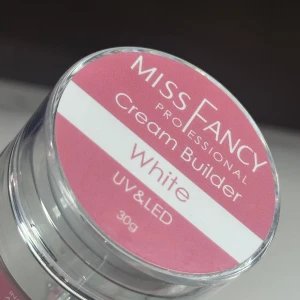 MISS FANCY
PROFESSIONAL
Cream Builder
White
UV&LED
30g